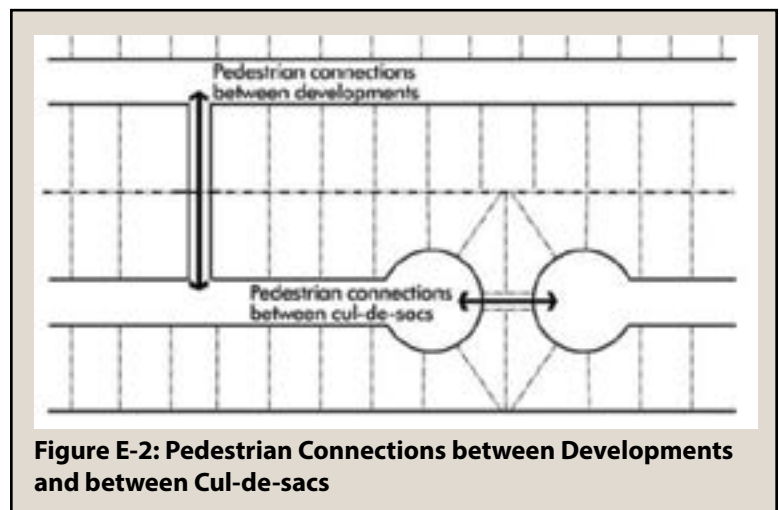 Pedestrian connections
between developments
Pedestrian connections
between cul-de-sacs
Figure E-2: Pedestrian Connections between Developments
and between Cul-de-sacs